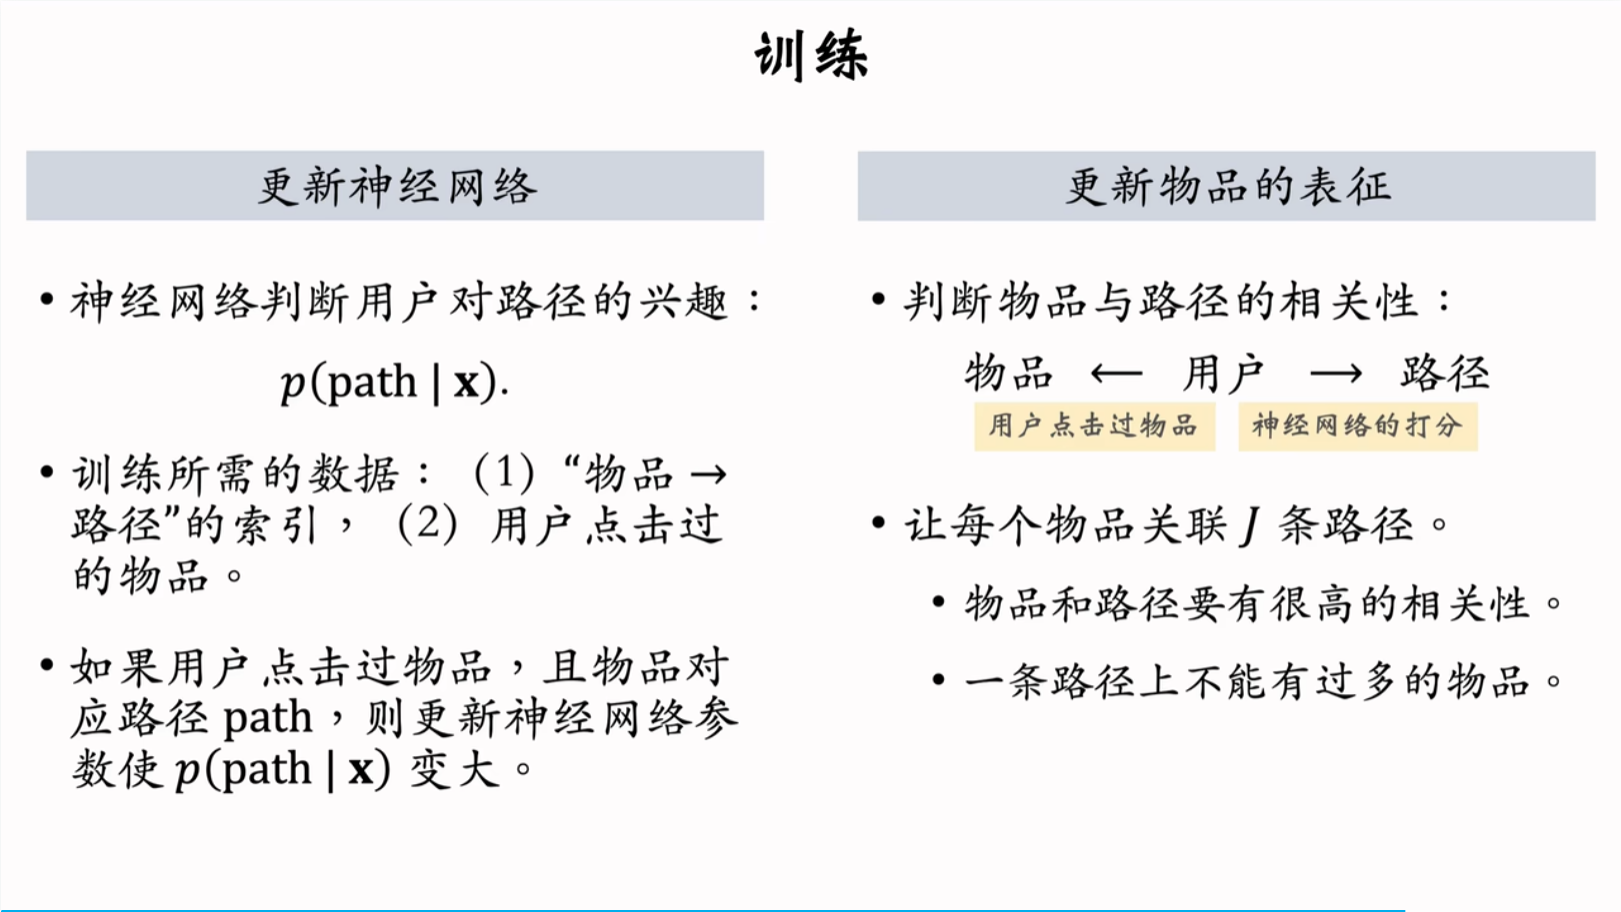 训练
更新神经网络
• 神经网络判断用户对路径的兴趣：
p(path | x).
• 训练所需的数据：（1）“物品 →
路径”的索引，（2）用户点击过
的物品。
• 如果用户点击过物品，且物品对
应路径 path，则更新神经网络参
数使 p(path | x) 变大。
更新物品的表征
• 判断物品与路径的相关性：
物品 ⟵ 用户 ⟶ 路径
用户点击过物品 神经网络的打分
• 让每个物品关联 J 条路径。
• 物品和路径要有很高的相关性。
• 一条路径上不能有过多的物品。